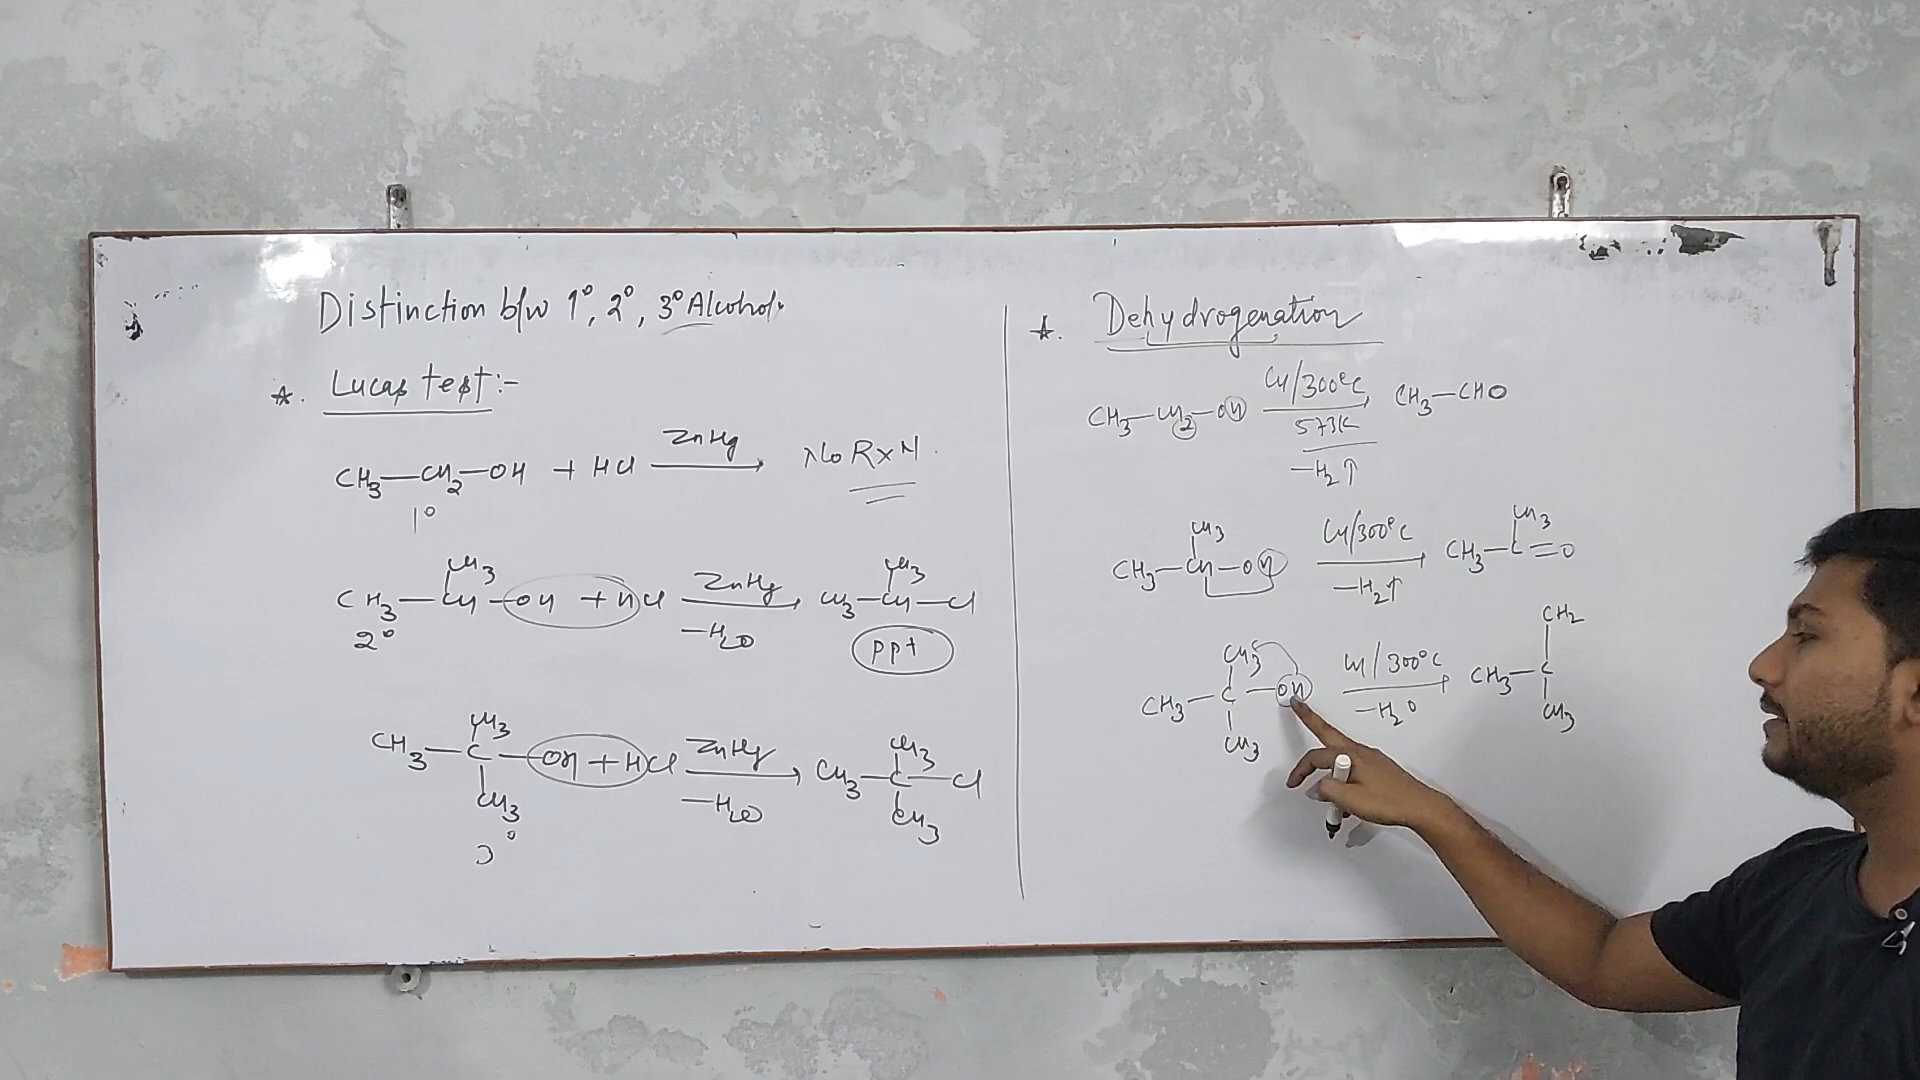 Distinction b/w 1°, 2°, 3° Alcohol.
☆. Lucas test:-
CH3—CH2—OH + HCl ZnHg → No RxN.
1°
CH3
CH3—CH—OH + HCl ZnHg → CH3—CH—Cl
CH3
2°
—H2O
ppt
CH3
CH3—C—OH + HCl ZnHg → CH3—C—Cl
CH3
CH3
—H2O
CH3
3°
☆. Dehydrogenation
CH3—CH2—OH Cu/300°C → CH3—CHO
573K
—H2↑
CH3
CH3—CH—OH Cu/300°C → CH3—C=O
CH3
—H2↑
CH3
CH3—C—OH Cu/300°C → CH3—C
CH2
CH3
—H2O
CH3